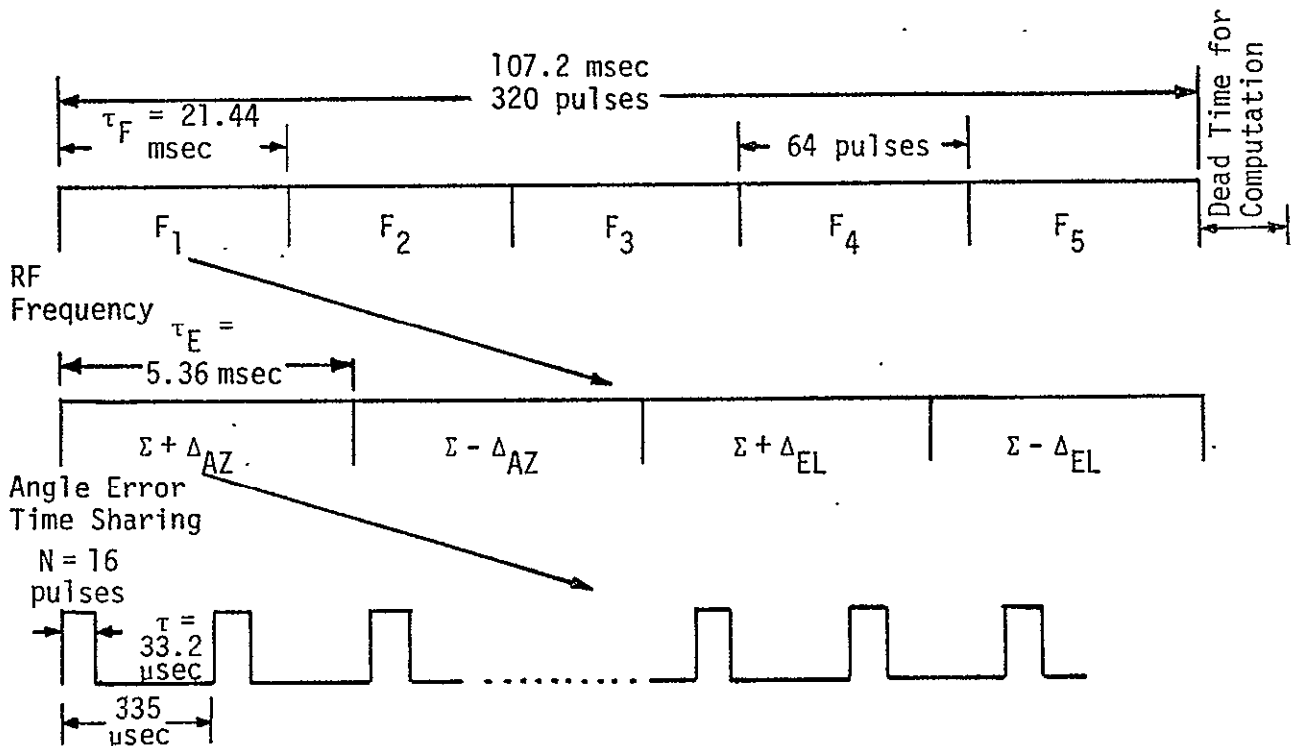 107.2 msec
320 pulses
Dead Time for
Computation
τF = 21.44
msec
64 pulses
F1
F2
F3
F4
F5
RF
Frequency
τE =
5.36 msec
Σ + ΔAZ
Σ - ΔAZ
Σ + ΔEL
Σ - ΔEL
Angle Error
Time Sharing
N = 16
pulses
τ =
33.2
μsec
335
μsec